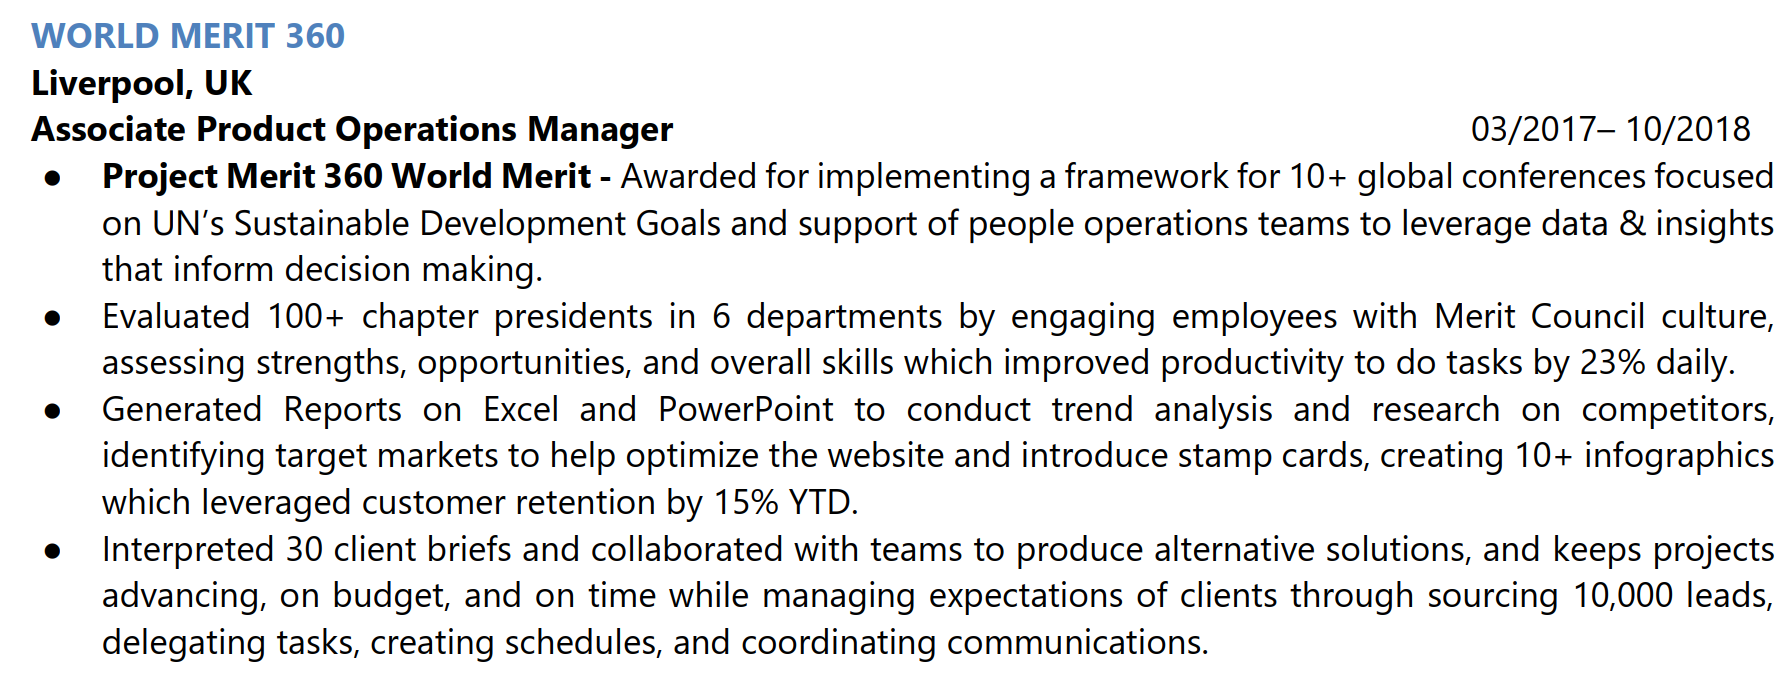 WORLD MERIT 360
Liverpool, UK
Associate Product Operations Manager 03/2017– 10/2018
● Project Merit 360 World Merit - Awarded for implementing a framework for 10+ global conferences focused
on UN’s Sustainable Development Goals and support of people operations teams to leverage data & insights
that inform decision making.
● Evaluated 100+ chapter presidents in 6 departments by engaging employees with Merit Council culture,
assessing strengths, opportunities, and overall skills which improved productivity to do tasks by 23% daily.
● Generated Reports on Excel and PowerPoint to conduct trend analysis and research on competitors,
identifying target markets to help optimize the website and introduce stamp cards, creating 10+ infographics
which leveraged customer retention by 15% YTD.
● Interpreted 30 client briefs and collaborated with teams to produce alternative solutions, and keeps projects
advancing, on budget, and on time while managing expectations of clients through sourcing 10,000 leads,
delegating tasks, creating schedules, and coordinating communications.